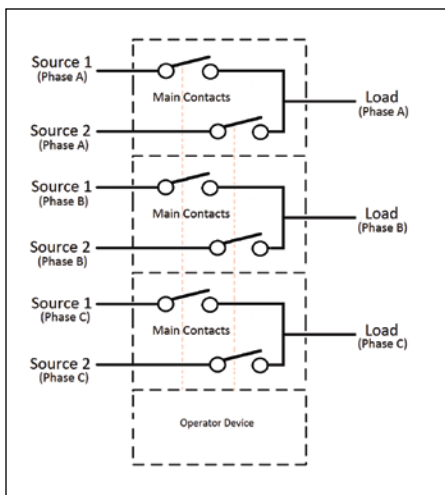 Source 1
(Phase A)
Main Contacts
Load
(Phase A)
Source 2
(Phase A)
Source 1
(Phase B)
Main Contacts
Load
(Phase B)
Source 2
(Phase B)
Source 1
(Phase C)
Main Contacts
Load
(Phase C)
Source 2
(Phase C)
Operator Device